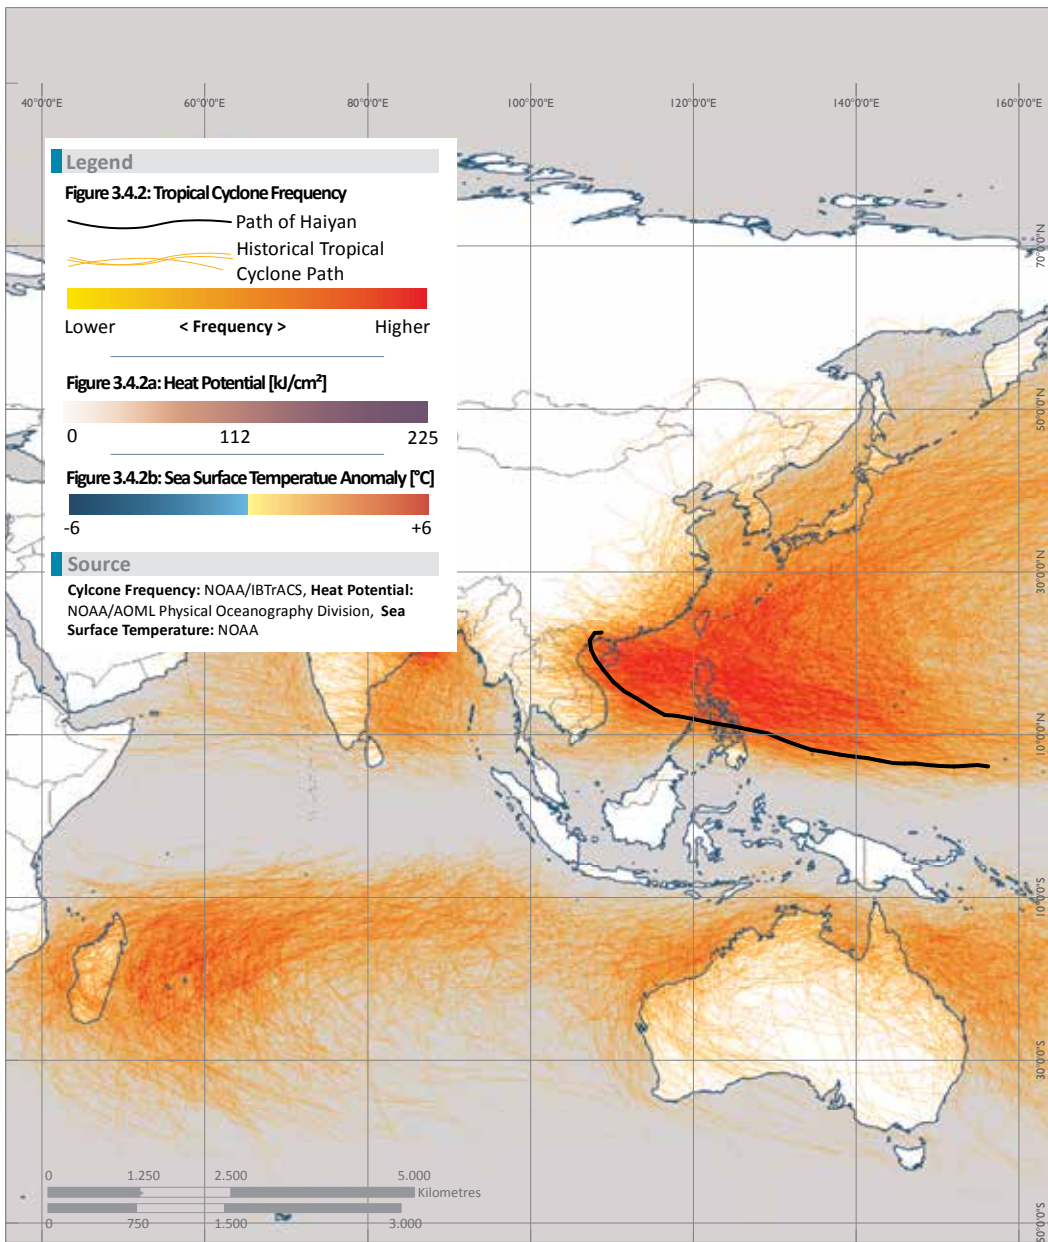 40°0'0"E 60°0'0"E 80°0'0"E 100°0'0"E 120°0'0"E 140°0'0"E 160°0'0"E
Legend
Figure 3.4.2: Tropical Cyclone Frequency
Path of Haiyan
Historical Tropical
Cyclone Path
Lower < Frequency > Higher
Figure 3.4.2a: Heat Potential [kJ/cm²]
0 112 225
Figure 3.4.2b: Sea Surface Temperatue Anomaly [°C]
-6 +6
Source
Cylcone Frequency: NOAA/IBTrACS, Heat Potential:
NOAA/AOML Physical Oceanography Division, Sea
Surface Temperature: NOAA
70°0'0"N
50°0'0"N
30°0'0"N
10°0'0"N
10°0'0"S
30°0'0"S
50°0'0"S
0 1.250 2.500 5.000
Kilometres
0 750 1.500 3.000